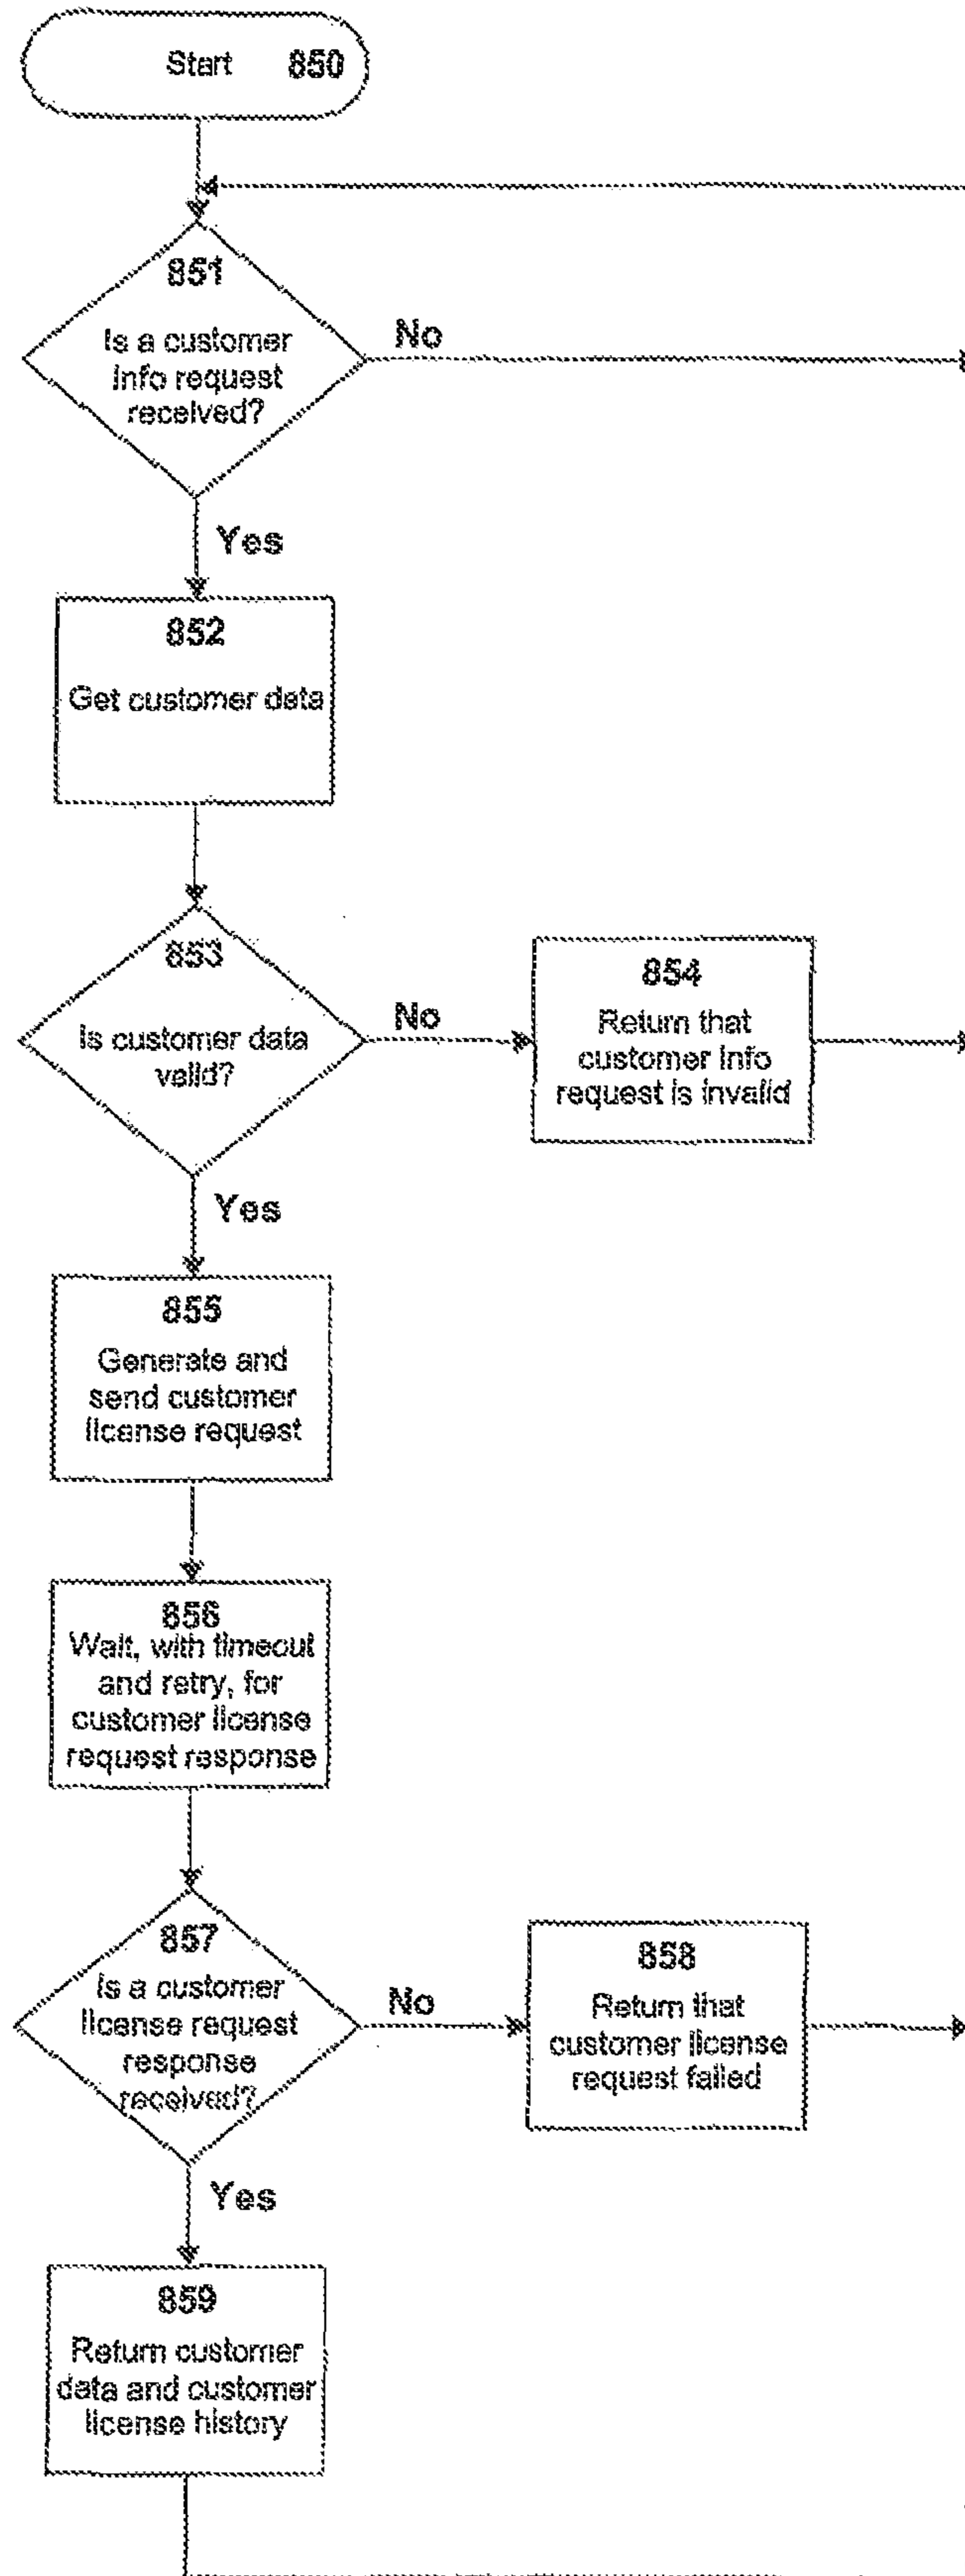 Start 850
851
Is a customer
info request
received?
No
Yes
852
Get customer data
853
Is customer data
valid?
No
854
Return that
customer info
request is invalid
Yes
855
Generate and
send customer
license request
856
Wait, with timeout
and retry, for
customer license
request response
857
Is a customer
license request
response
received?
No
858
Return that
customer license
request failed
Yes
859
Return customer
data and customer
license history